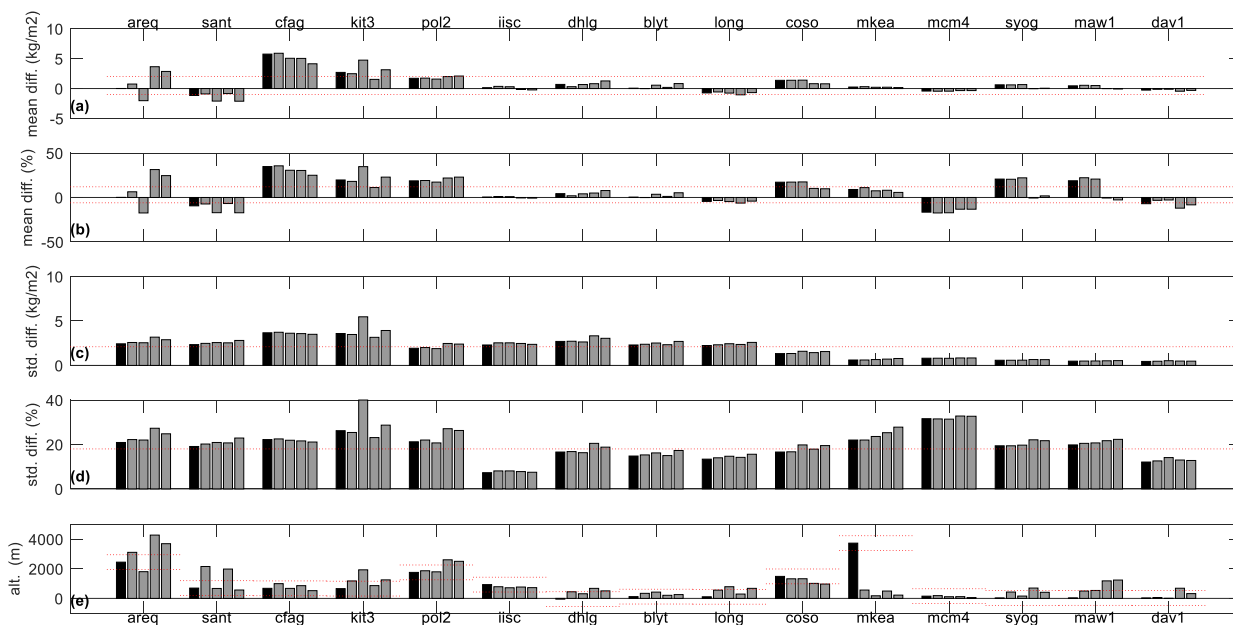 areq sant cfag kit3 pol2 iisc dhlg blyt long coso mkea mcm4 syog maw1 dav1
10
5
0
-5
mean diff. (kg/m2)
(a)
50
0
-50
mean diff. (%)
(b)
10
5
0
std. diff. (kg/m2)
(c)
40
20
0
std. diff. (%)
(d)
4000
2000
0
alt. (m)
(e)
areq sant cfag kit3 pol2 iisc dhlg blyt long coso mkea mcm4 syog maw1 dav1